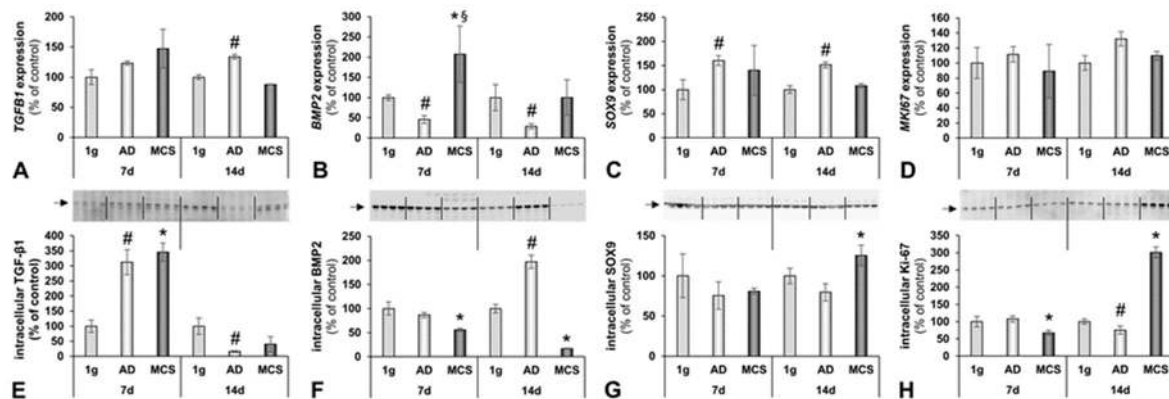 TGFB1 expression
(% of control)
200
150
100
50
0
#
1g AD MCS 1g AD MCS
7d 14d
A
BMP2 expression
(% of control)
300
250
200
150
100
50
0
# *§ #
1g AD MCS 1g AD MCS
7d 14d
B
SOX9 expression
(% of control)
250
200
150
100
50
0
# #
1g AD MCS 1g AD MCS
7d 14d
C
MKI67 expression
(% of control)
160
140
120
100
80
60
40
20
0
1g AD MCS 1g AD MCS
7d 14d
D
intracellular TGF-β1
(% of control)
400
350
300
250
200
150
100
50
0
# * #
1g AD MCS 1g AD MCS
7d 14d
E
intracellular BMP2
(% of control)
250
200
150
100
50
0
* # *
1g AD MCS 1g AD MCS
7d 14d
F
intracellular SOX9
(% of control)
150
100
50
0
*
1g AD MCS 1g AD MCS
7d 14d
G
intracellular Ki-67
(% of control)
350
300
250
200
150
100
50
0
* # *
1g AD MCS 1g AD MCS
7d 14d
H